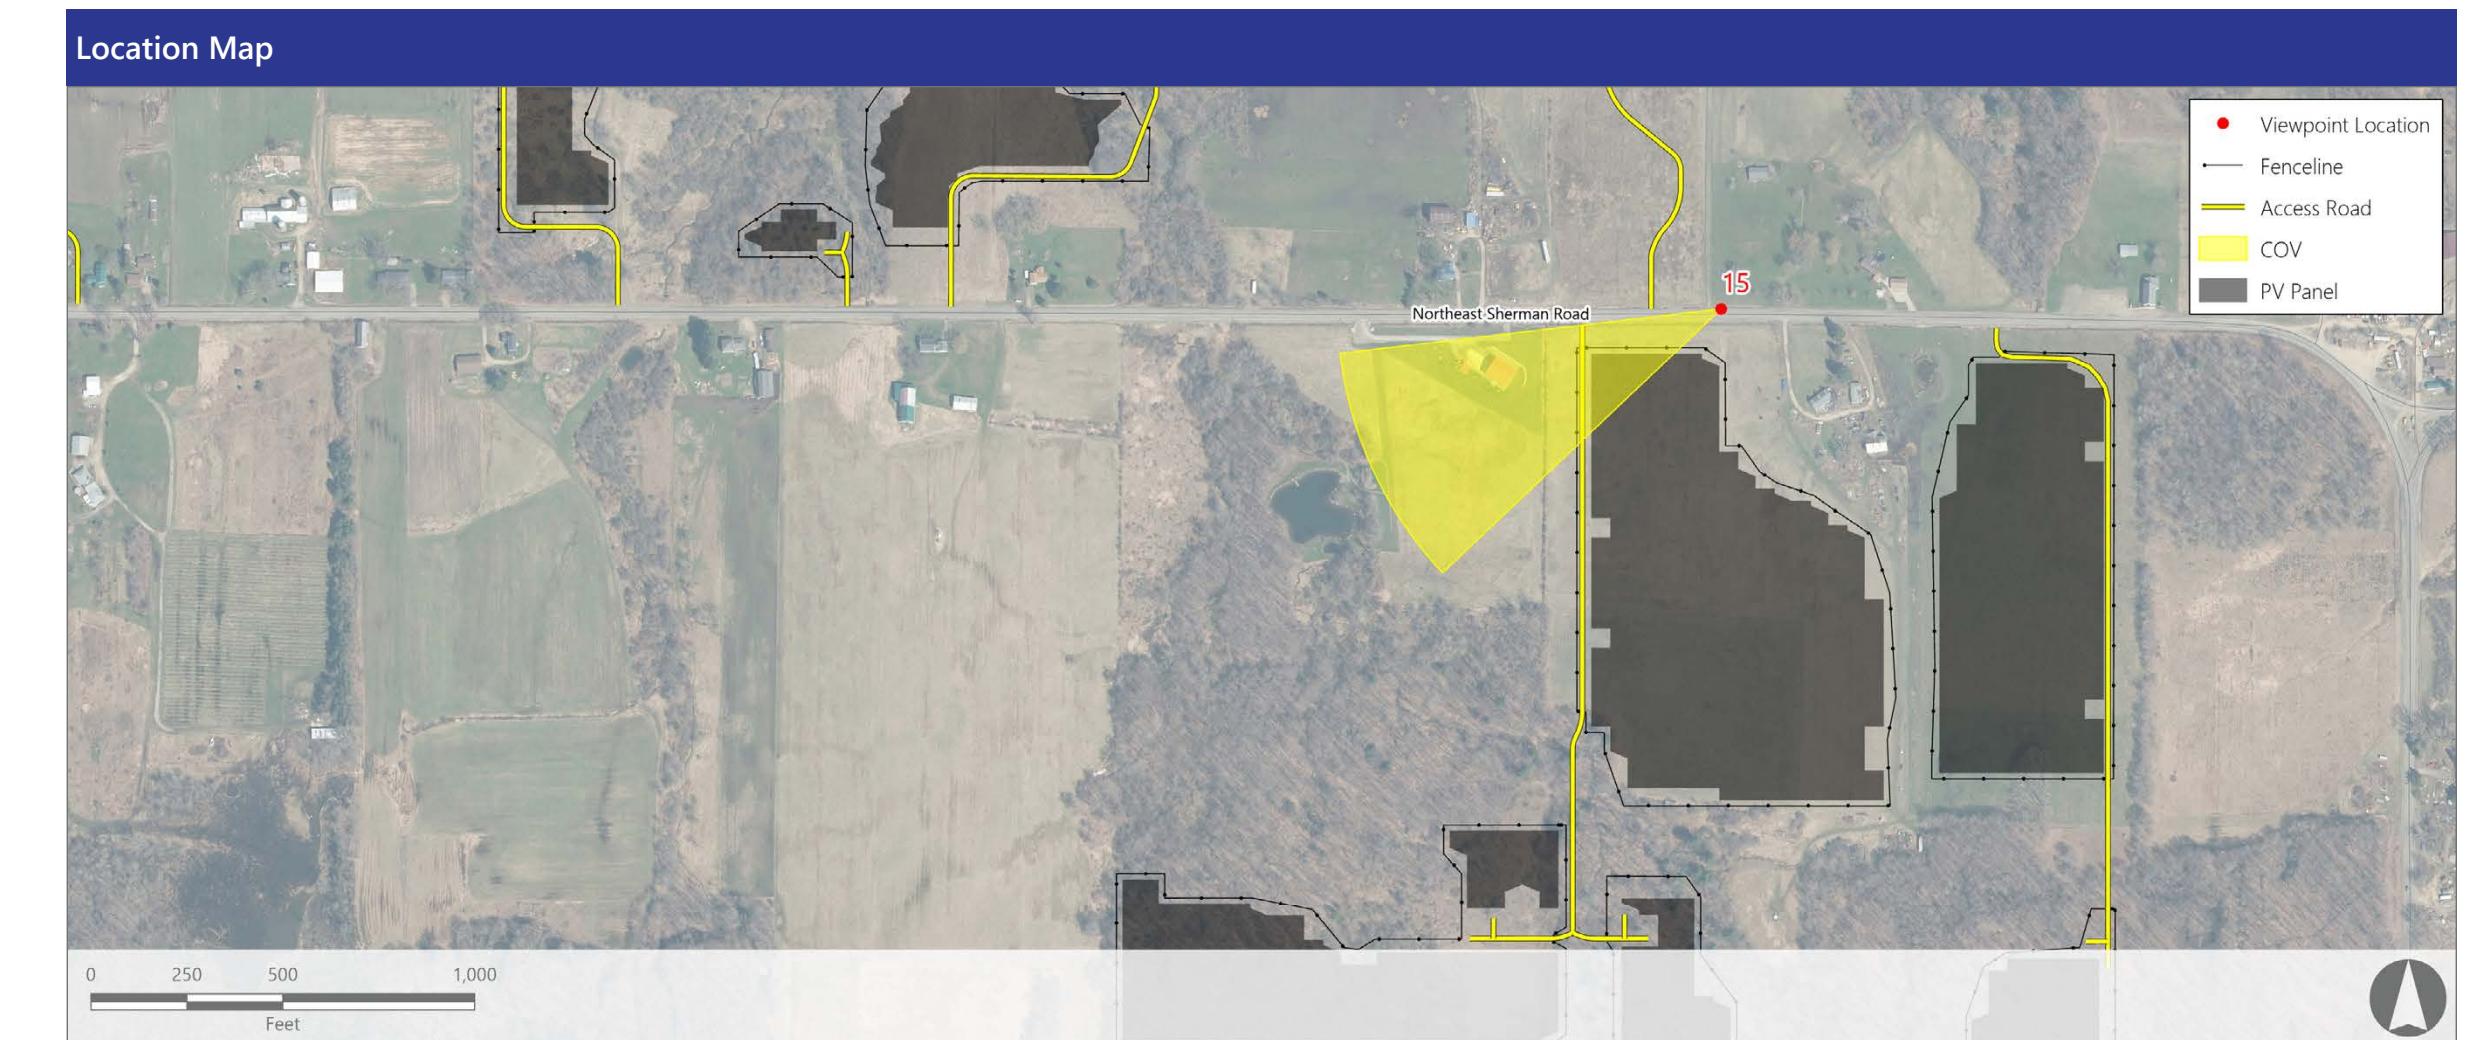 Location Map
Viewpoint Location
Fenceline
Access Road
COV
PV Panel
15
Northeast Sherman Road
0 250 500 1,000
Feet